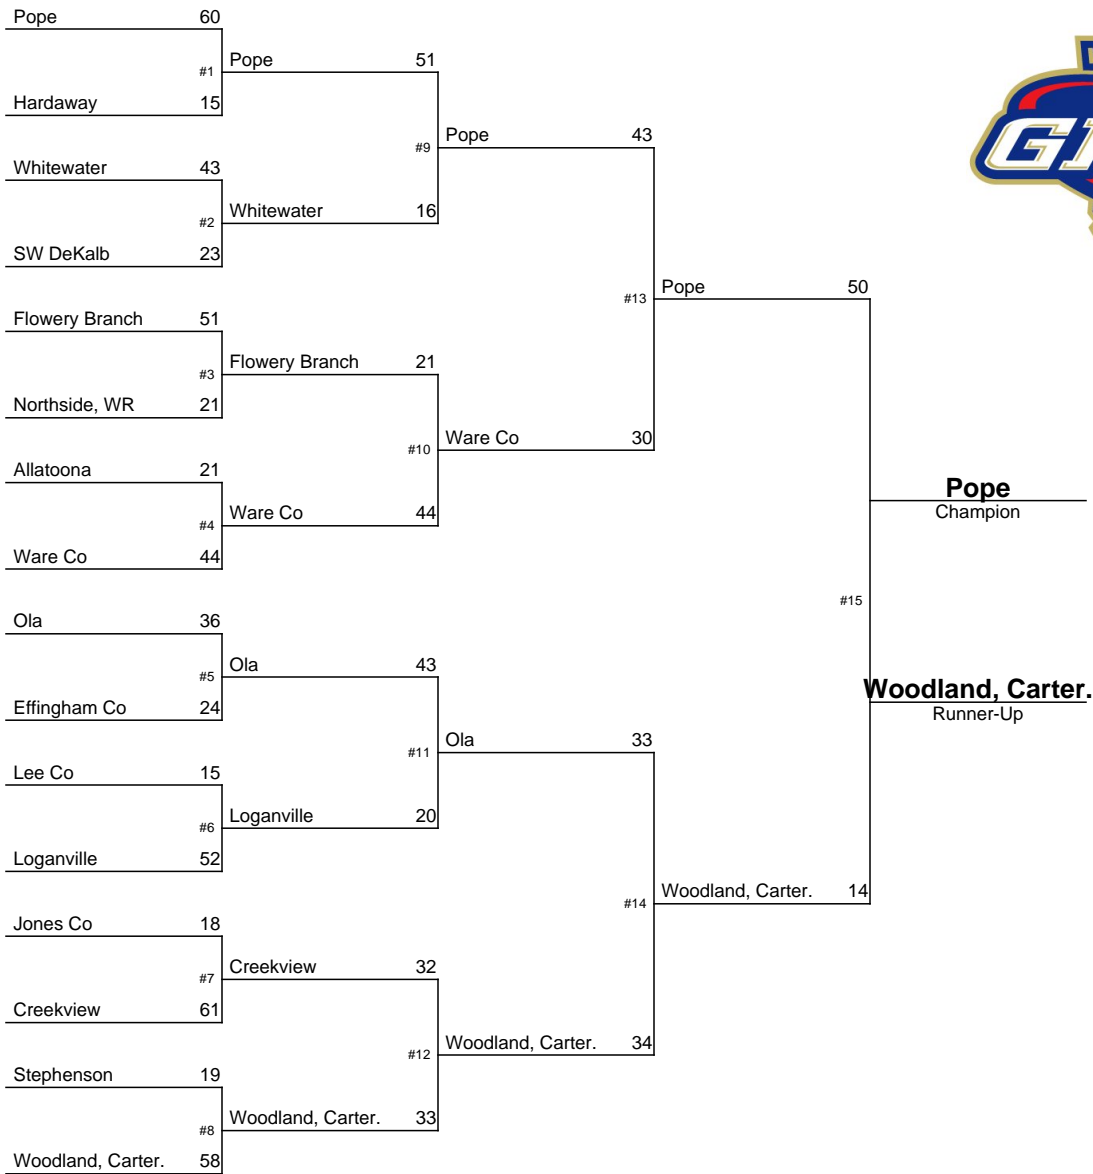 Pope 60
#1 Pope 51
Hardaway 15
#9 Pope 43
Whitewater 43
#2 Whitewater 16
SW DeKalb 23
#13 Pope 50
Flowery Branch 51
#3 Flowery Branch 21
Northside, WR 21
#10 Ware Co 30
Allatoona 21
#4 Ware Co 44
Ware Co 44
Pope
Champion
Ola 36
#15
#5 Ola 43
Effingham Co 24
Woodland, Carter.
Runner-Up
#11 Ola 33
Lee Co 15
#6 Loganville 20
Loganville 52
#14 Woodland, Carter. 14
Jones Co 18
#7 Creekview 32
Creekview 61
#12 Woodland, Carter. 34
Stephenson 19
#8 Woodland, Carter. 33
Woodland, Carter. 58